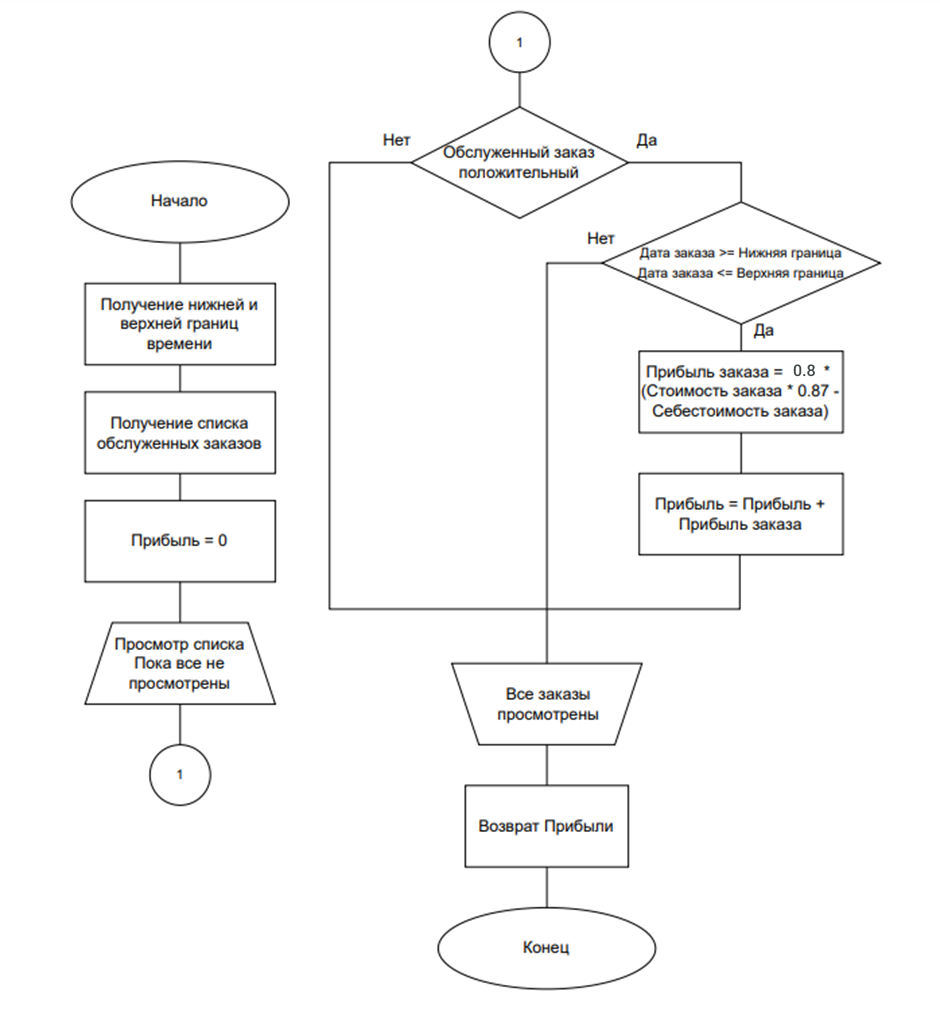 Начало
Получение нижней и
верхней границ
времени
Получение списка
обслуженных заказов
Прибыль = 0
Просмотр списка
Пока все не
просмотрены
1
1
Обслуженный заказ
положительный
Нет
Да
Дата заказа >= Нижняя граница
Дата заказа <= Верхняя граница
Нет
Да
Прибыль заказа = 0.8 *
(Стоимость заказа * 0.87 -
Себестоимость заказа)
Прибыль = Прибыль +
Прибыль заказа
Все заказы
просмотрены
Возврат Прибыли
Конец